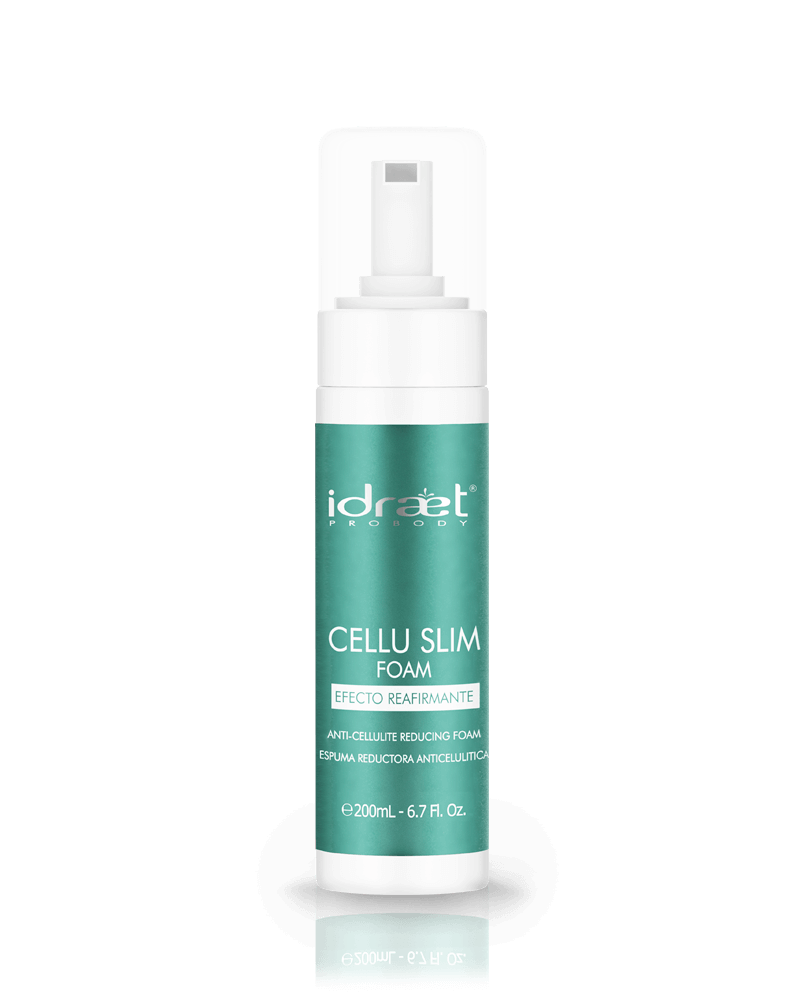 idraet®
PROBODY
CELLU SLIM
FOAM
EFECTO REAFIRMANTE
ANTI-CELLULITE REDUCING FOAM
ESPUMA REDUCTORA ANTICELULITICA
℮200mL - 6.7 Fl. Oz.